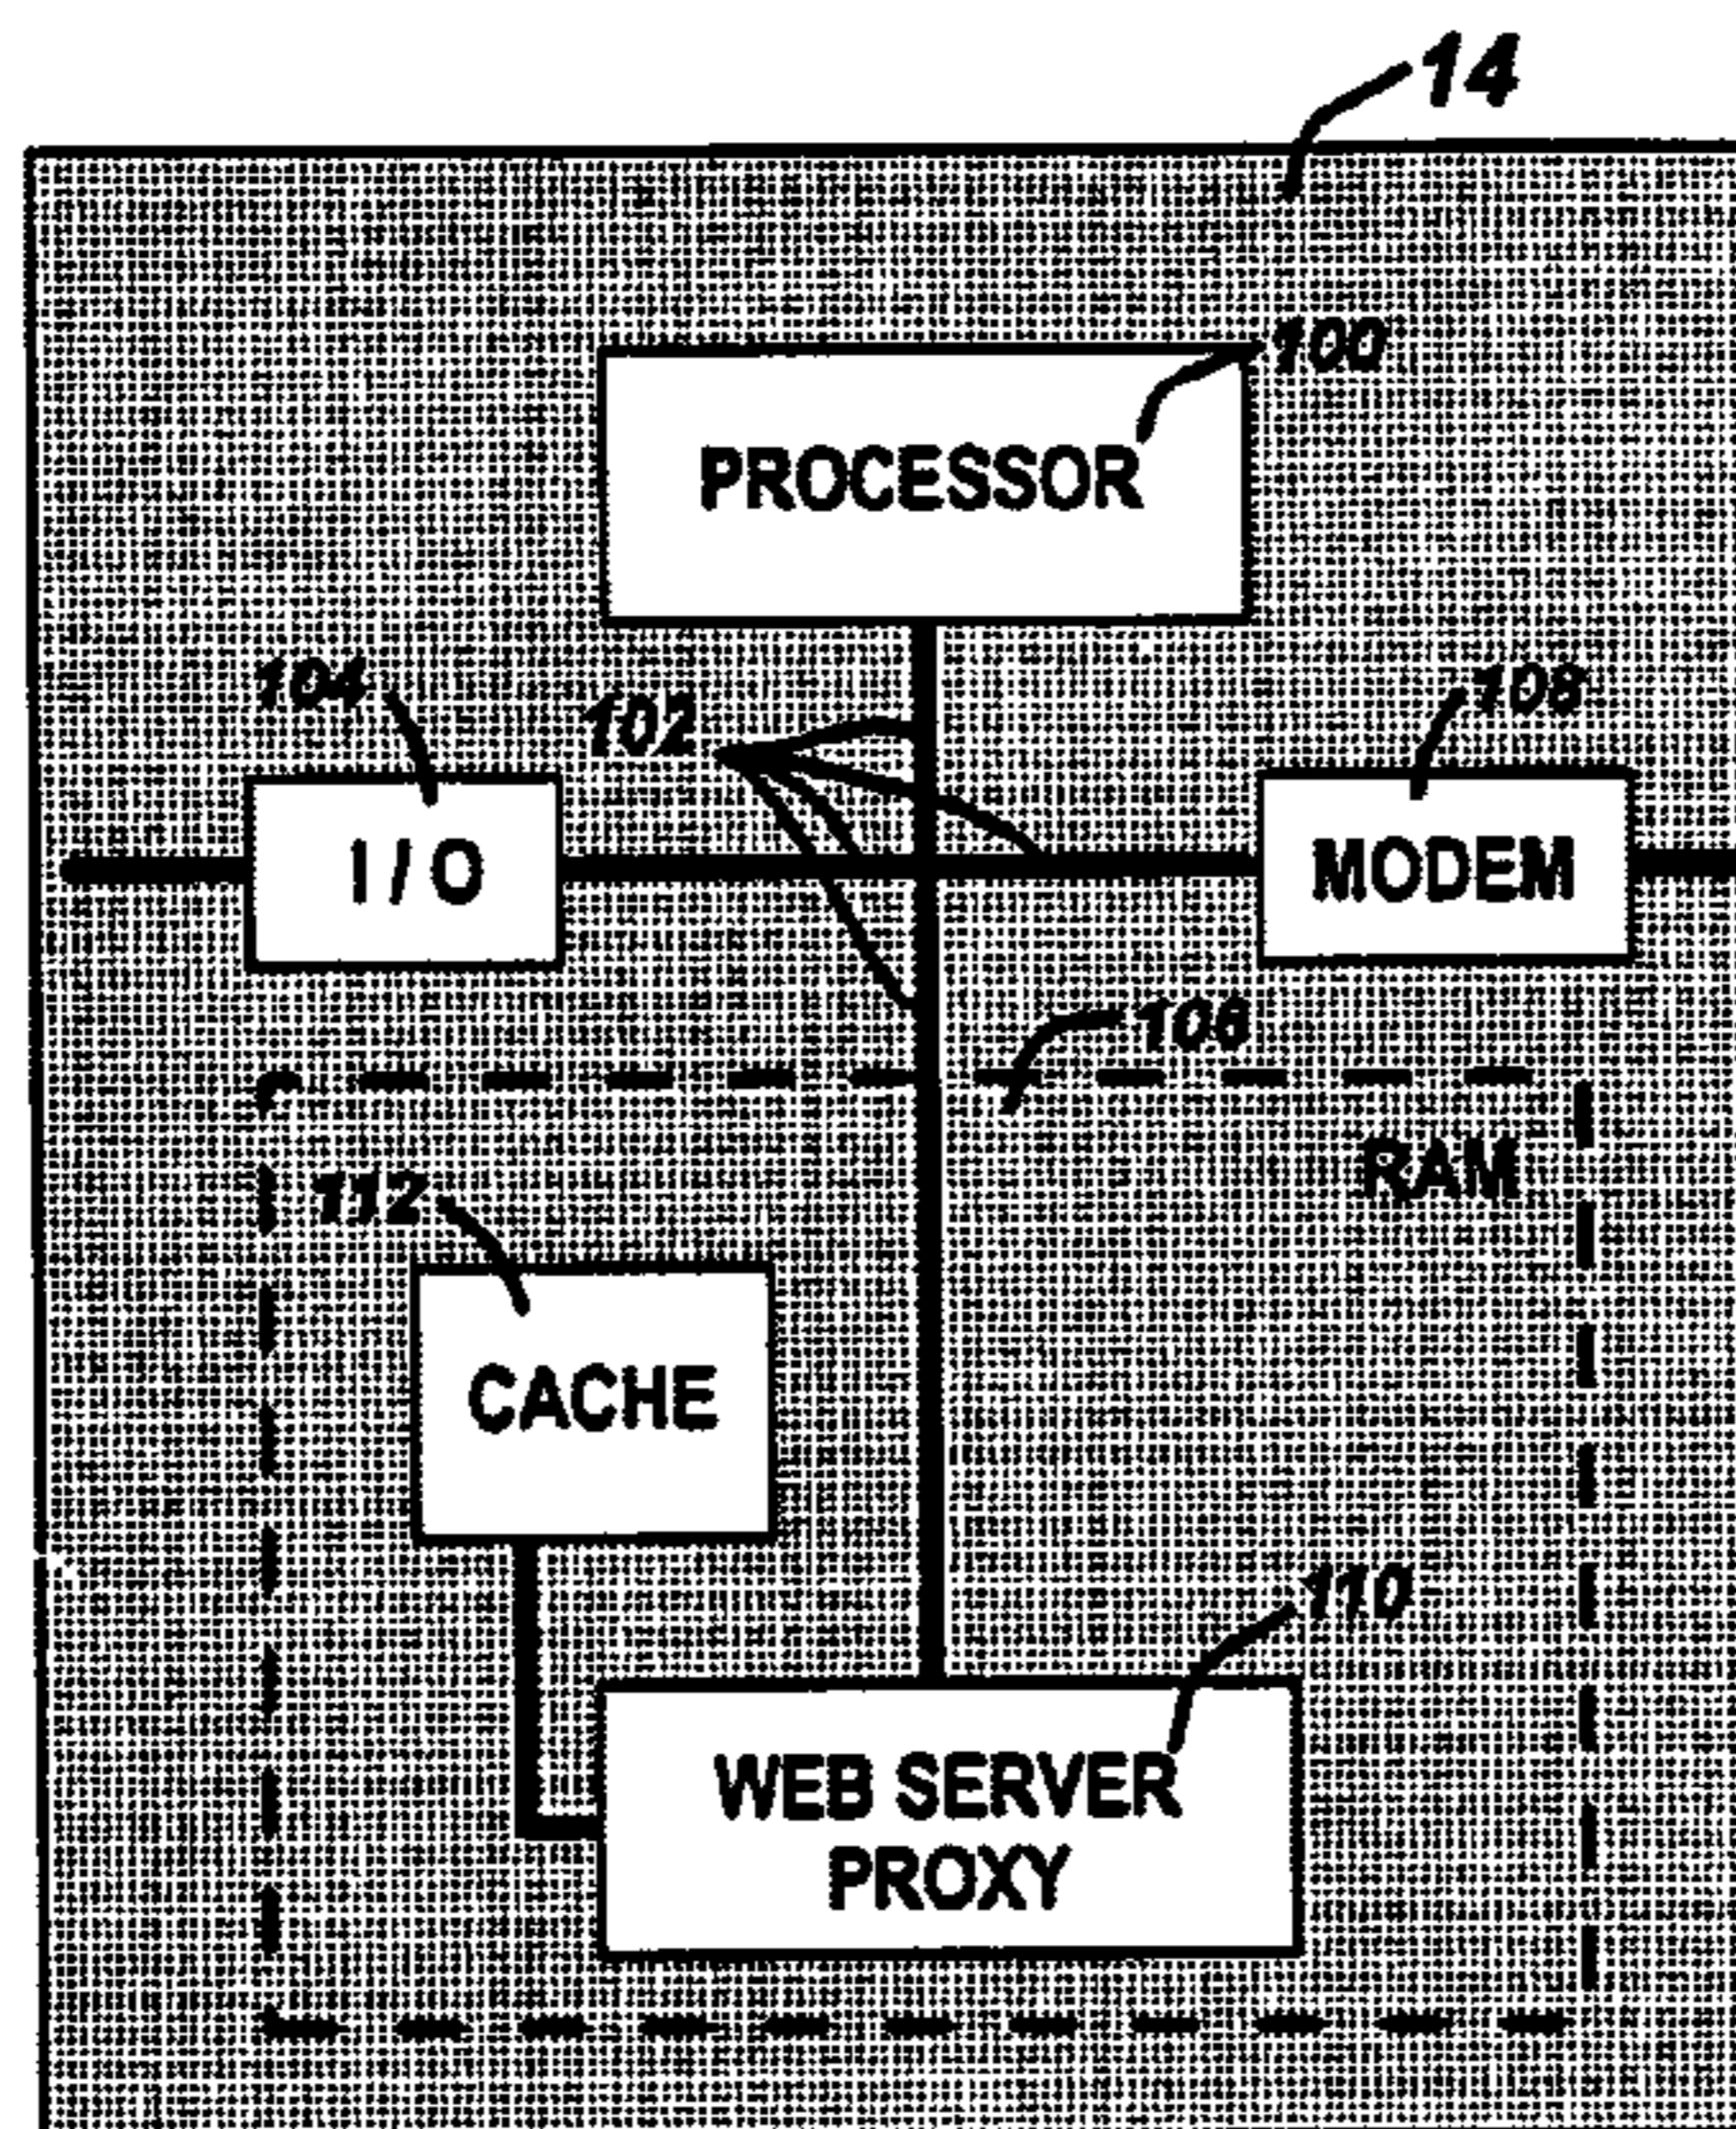 14
100
PROCESSOR
104
102
108
I / O
MODEM
106
RAM
112
CACHE
110
WEB SERVER
PROXY